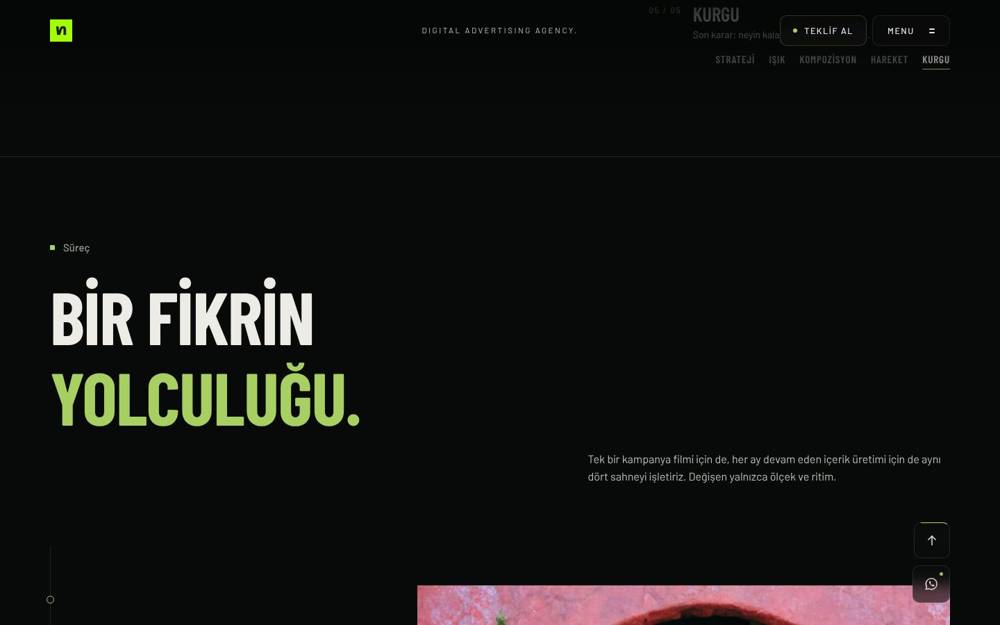 n
DIGITAL ADVERTISING AGENCY.
05 / 05
KURGU
Son karar: neyin kala
TEKLİF AL
MENU
STRATEJİ IŞIK KOMPOZİSYON HAREKET KURGU
Süreç
BİR FİKRİN
YOLCULUĞU.
Tek bir kampanya filmi için de, her ay devam eden içerik üretimi için de aynı
dört sahneyi işletiriz. Değişen yalnızca ölçek ve ritim.